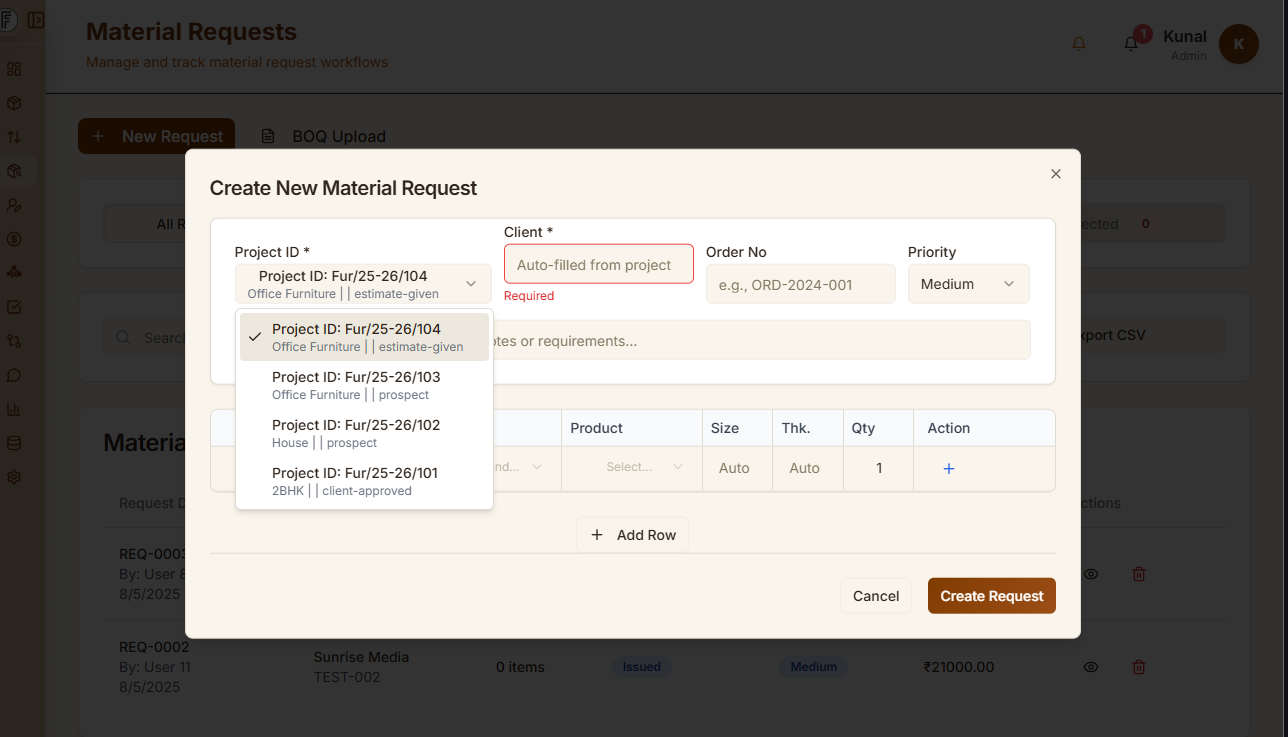 Material Requests
Manage and track material request workflows
1
Kunal
Admin
K
New Request
BOQ Upload
Create New Material Request
All R
ected
0
Project ID *
Client *
Order No
Priority
Project ID: Fur/25-26/104
Office Furniture | | estimate-given
Auto-filled from project
Required
e.g., ORD-2024-001
Medium
Search
otes or requirements...
xport CSV
Project ID: Fur/25-26/104
Office Furniture | | estimate-given
Project ID: Fur/25-26/103
Office Furniture | | prospect
Project ID: Fur/25-26/102
House | | prospect
Project ID: Fur/25-26/101
2BHK | | client-approved
Product
Size
Thk.
Qty
Action
nd...
Select...
Auto
Auto
1
Add Row
Cancel
Create Request
Materia
Request D
ctions
REQ-0003
By: User 8
8/5/2025
REQ-0002
By: User 11
8/5/2025
Sunrise Media
TEST-002
0 items
Issued
Medium
₹21000.00